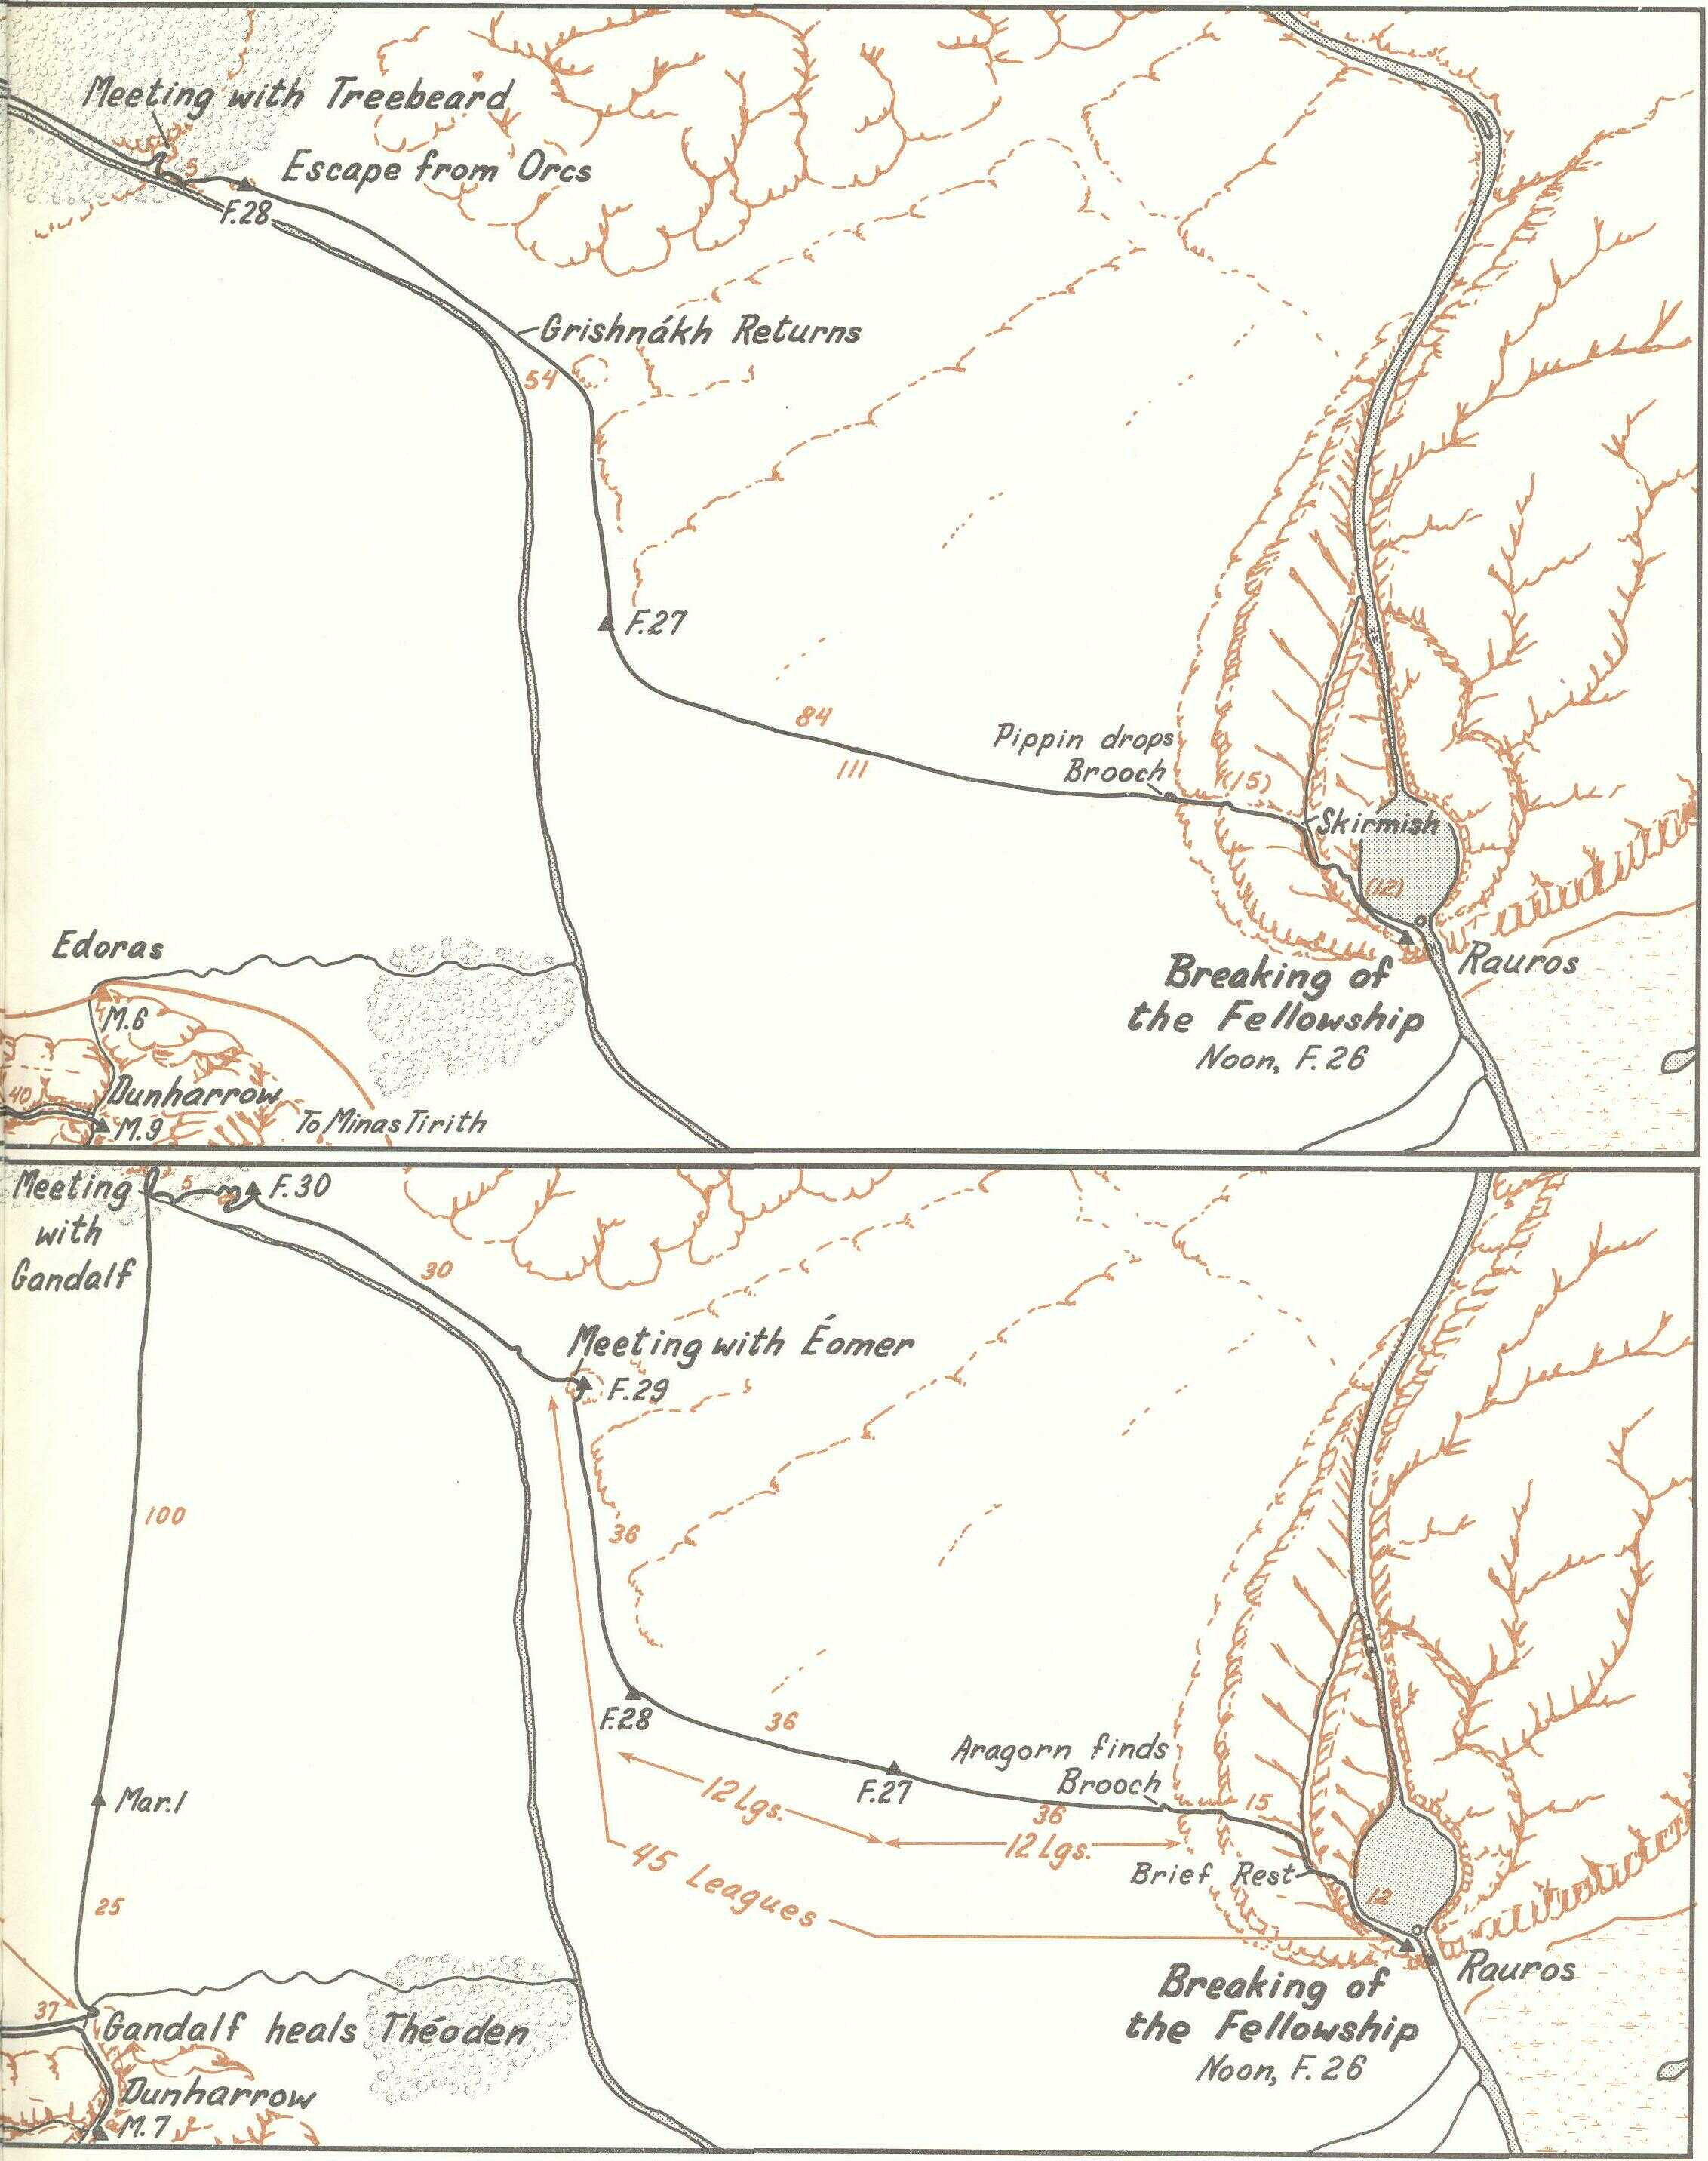 Meeting with Treebeard
5
Escape from Orcs
F.28
Grishnákh Returns
54
F.27
84
111
Pippin drops
Brooch
(15)
Skirmish
(12)
Rauros
Breaking of
the Fellowship
Noon, F. 26
Edoras
M.6
40
Dunharrow
M.9
To Minas Tirith
Meeting
with
Gandalf
5
F.30
30
Meeting with Éomer
F.29
36
100
F.28
36
F.27
Aragorn finds
Brooch
15
36
12 Lgs.
12 Lgs.
45 Leagues
Brief Rest
12
Mar.1
25
Rauros
Breaking of
the Fellowship
Noon, F. 26
37
Gandalf heals Théoden
Dunharrow
M.7